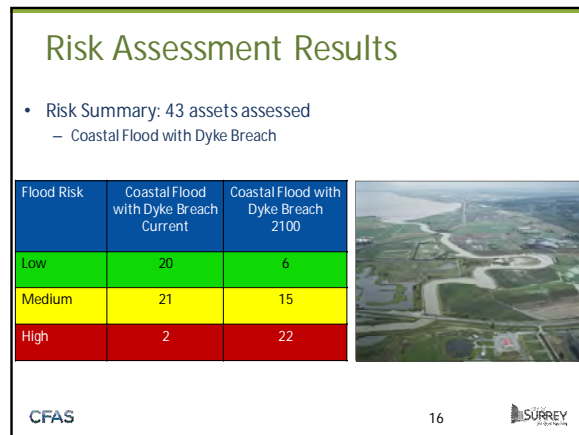 Risk Assessment Results
• Risk Summary: 43 assets assessed
– Coastal Flood with Dyke Breach
Flood Risk
Coastal Flood
with Dyke Breach
Current
Coastal Flood with
Dyke Breach
2100
Low 20 6
Medium 21 15
High 2 22
CFAS
16
SURREY